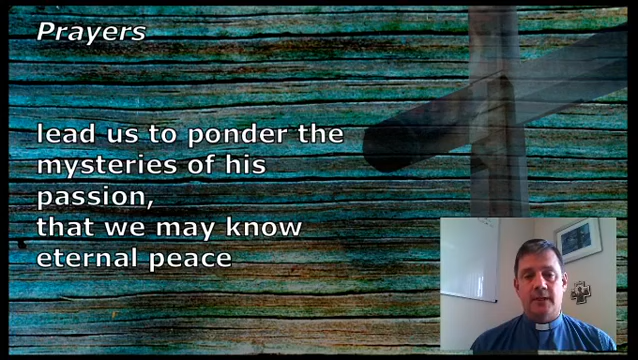 Prayers
lead us to ponder the
mysteries of his
passion,
that we may know
eternal peace